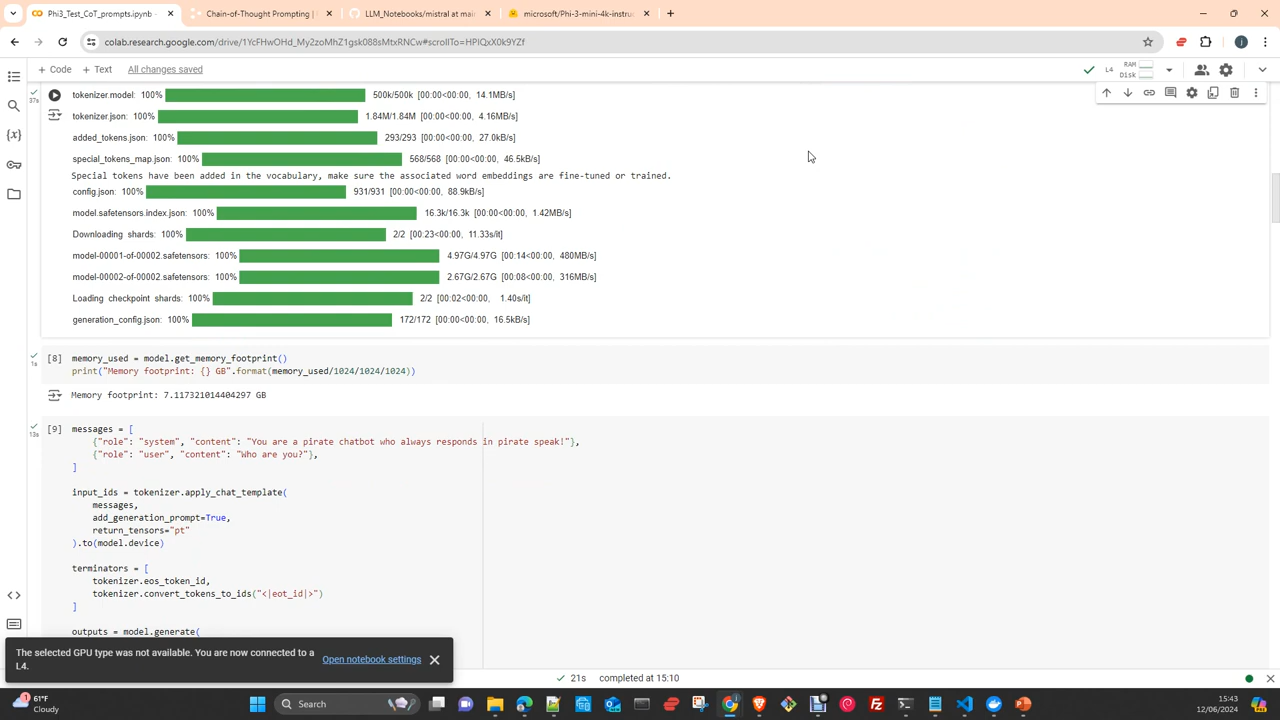 Phi3_Test_CoT_prompts.ipynb -
Chain-of-Thought Prompting |
LLM_Notebooks/mistral at main
microsoft/Phi-3-mini-4k-instruc
colab.research.google.com/drive/1YcFHwOHd_My2zoMhZ1gsk088sMtxRNCw#scrollTo=HPIQxX0k9YZf
+ Code + Text All changes saved
L4 RAM
Disk
37s
tokenizer.model: 100% 500k/500k [00:00<00:00, 14.1MB/s]
tokenizer.json: 100% 1.84M/1.84M [00:00<00:00, 4.16MB/s]
added_tokens.json: 100% 293/293 [00:00<00:00, 27.0kB/s]
special_tokens_map.json: 100% 568/568 [00:00<00:00, 46.5kB/s]
Special tokens have been added in the vocabulary, make sure the associated word embeddings are fine-tuned or trained.
config.json: 100% 931/931 [00:00<00:00, 88.9kB/s]
model.safetensors.index.json: 100% 16.3k/16.3k [00:00<00:00, 1.42MB/s]
Downloading shards: 100% 2/2 [00:23<00:00, 11.33s/it]
model-00001-of-00002.safetensors: 100% 4.97G/4.97G [00:14<00:00, 480MB/s]
model-00002-of-00002.safetensors: 100% 2.67G/2.67G [00:08<00:00, 316MB/s]
Loading checkpoint shards: 100% 2/2 [00:02<00:00, 1.40s/it]
generation_config.json: 100% 172/172 [00:00<00:00, 16.5kB/s]
1s
[8] memory_used = model.get_memory_footprint()
print("Memory footprint: {} GB".format(memory_used/1024/1024/1024))
Memory footprint: 7.117321014404297 GB
13s
[9] messages = [
{"role": "system", "content": "You are a pirate chatbot who always responds in pirate speak!"},
{"role": "user", "content": "Who are you?"},
]
input_ids = tokenizer.apply_chat_template(
messages,
add_generation_prompt=True,
return_tensors="pt"
).to(model.device)
terminators = [
tokenizer.eos_token_id,
tokenizer.convert_tokens_to_ids("<|eot_id|>")
]
outputs = model.generate(
The selected GPU type was not available. You are now connected to a
L4.
Open notebook settings
21s completed at 15:10
61°F
Cloudy
Search
15:43
12/06/2024